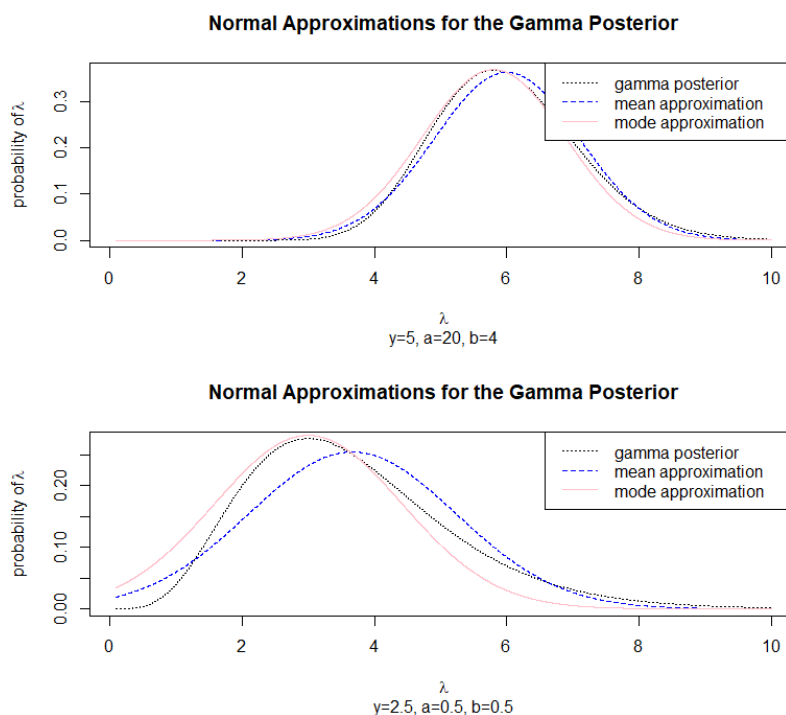 Normal Approximations for the Gamma Posterior
probability of λ
0.0
0.1
0.2
0.3
gamma posterior
mean approximation
mode approximation
0 2 4 6 8 10
λ
y=5, a=20, b=4
Normal Approximations for the Gamma Posterior
probability of λ
0.00
0.10
0.20
gamma posterior
mean approximation
mode approximation
0 2 4 6 8 10
λ
y=2.5, a=0.5, b=0.5